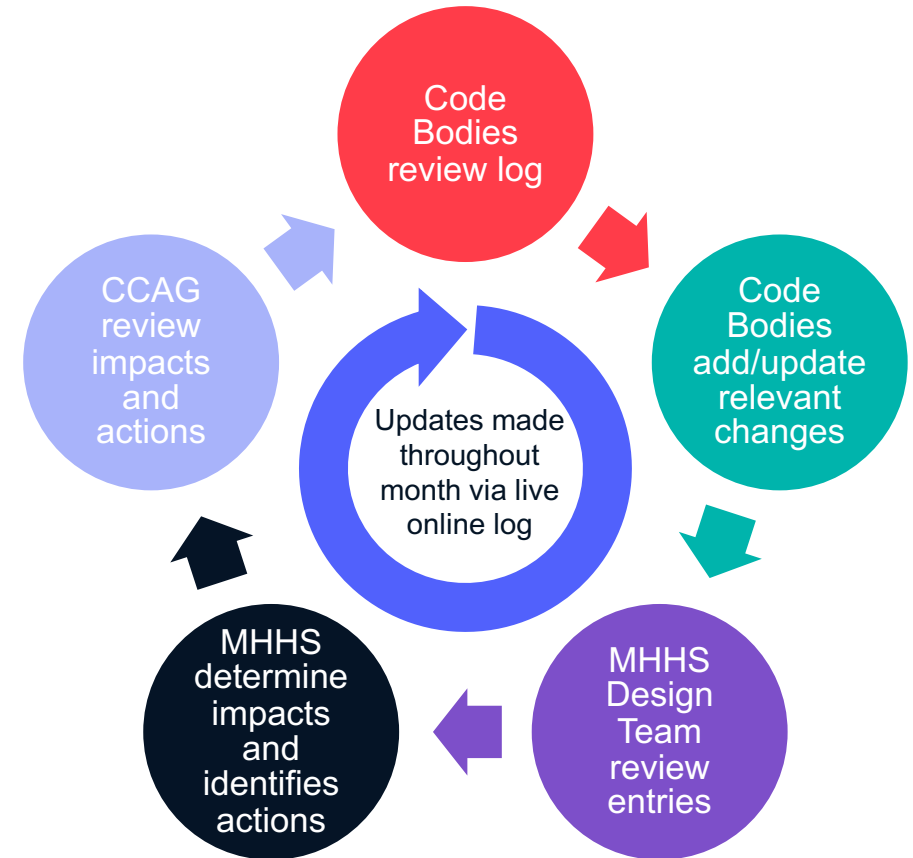 Code
Bodies
review log
Code
Bodies
add/update
relevant
changes
MHHS
Design
Team
review
entries
MHHS
determine
impacts
and
identifies
actions
CCAG
review
impacts
and
actions
Updates made
throughout
month via live
online log